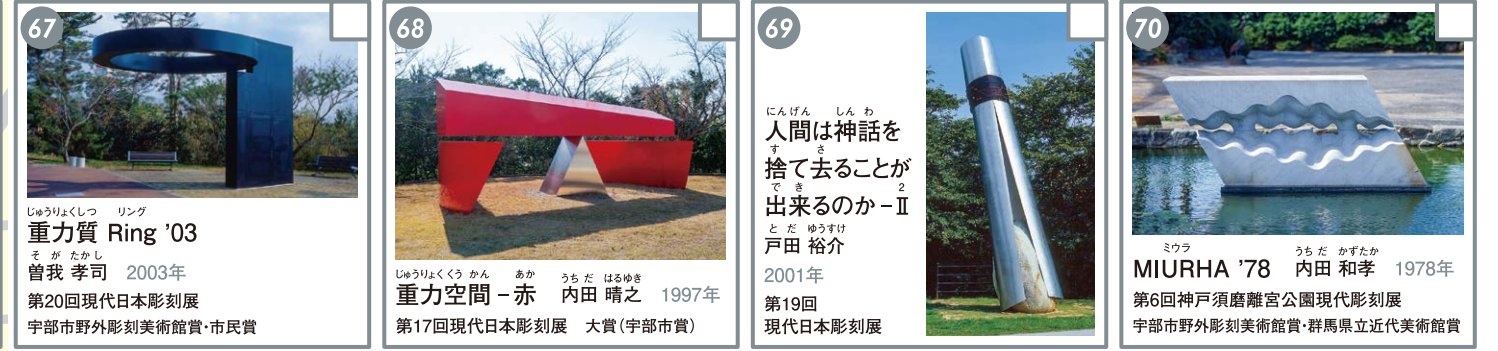 67
じゅうりょくしつ リング
重力質 Ring '03
そ が たかし
曽我 孝司 2003年
第20回現代日本彫刻展
宇部市野外彫刻美術館賞・市民賞
68
じゅうりょくくうかん あか うちだ はるゆき
重力空間－赤 内田 晴之 1997年
第17回現代日本彫刻展 大賞（宇部市賞）
69
にんげん しんわ
人間は神話を
す さ
捨て去ることが
でき 2
出来るのか－Ⅱ
とだ ゆうすけ
戸田 裕介
2001年
第19回
現代日本彫刻展
70
ミウラ うちだ かずたか
MIURHA '78 内田 和孝 1978年
第6回神戸須磨離宮公園現代彫刻展
宇部市野外彫刻美術館賞・群馬県立近代美術館賞